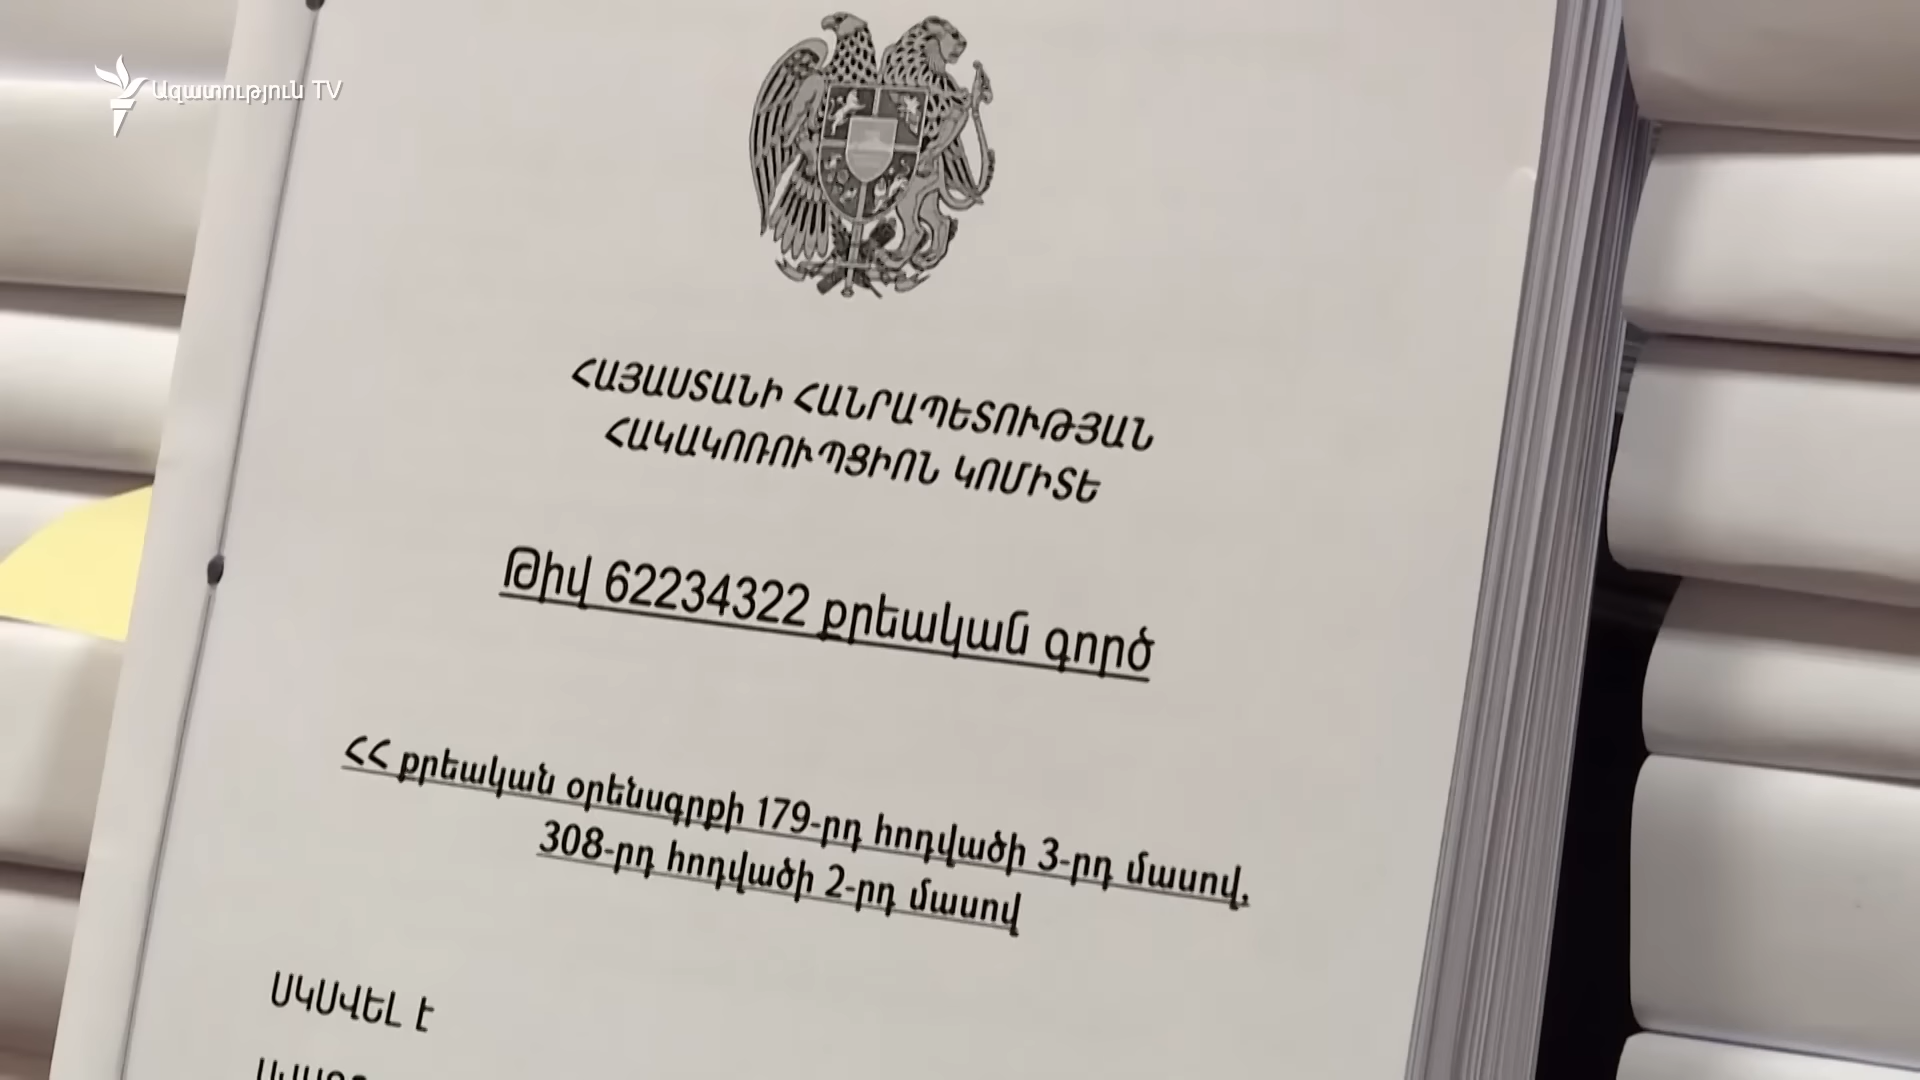 Ազատություն TV
ՀԱՅԱՍՏԱՆԻ ՀԱՆՐԱՊԵՏՈՒԹՅԱՆ
ՀԱԿԱԿՈՌՈՒՊՑԻՈՆ ԿՈՄԻՏԵ
Թիվ 62234322 քրեական գործ
ՀՀ քրեական օրենսգրքի 179-րդ հոդվածի 3-րդ մասով,
308-րդ հոդվածի 2-րդ մասով
ՍԿՍՎԵԼ է